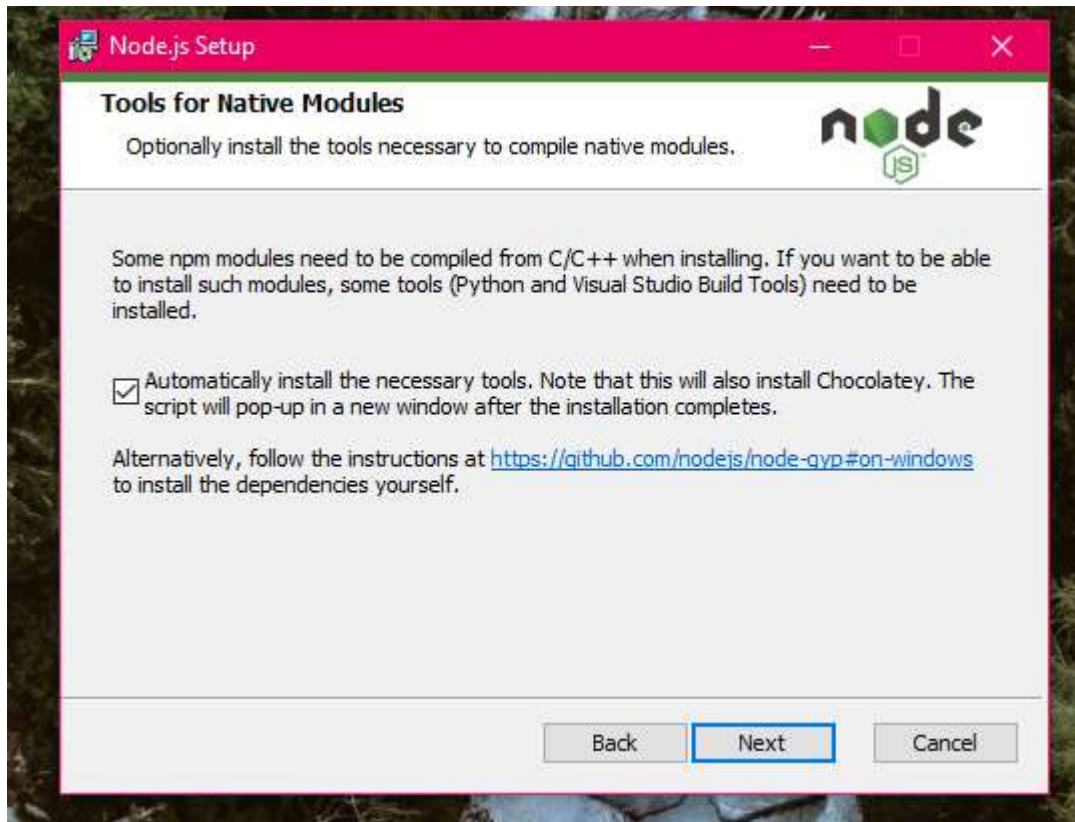 Node.js Setup
Tools for Native Modules
Optionally install the tools necessary to compile native modules.
node
JS
Some npm modules need to be compiled from C/C++ when installing. If you want to be able
to install such modules, some tools (Python and Visual Studio Build Tools) need to be
installed.
Automatically install the necessary tools. Note that this will also install Chocolatey. The
script will pop-up in a new window after the installation completes.
Alternatively, follow the instructions at https://github.com/nodejs/node-gyp#on-windows
to install the dependencies yourself.
Back Next Cancel